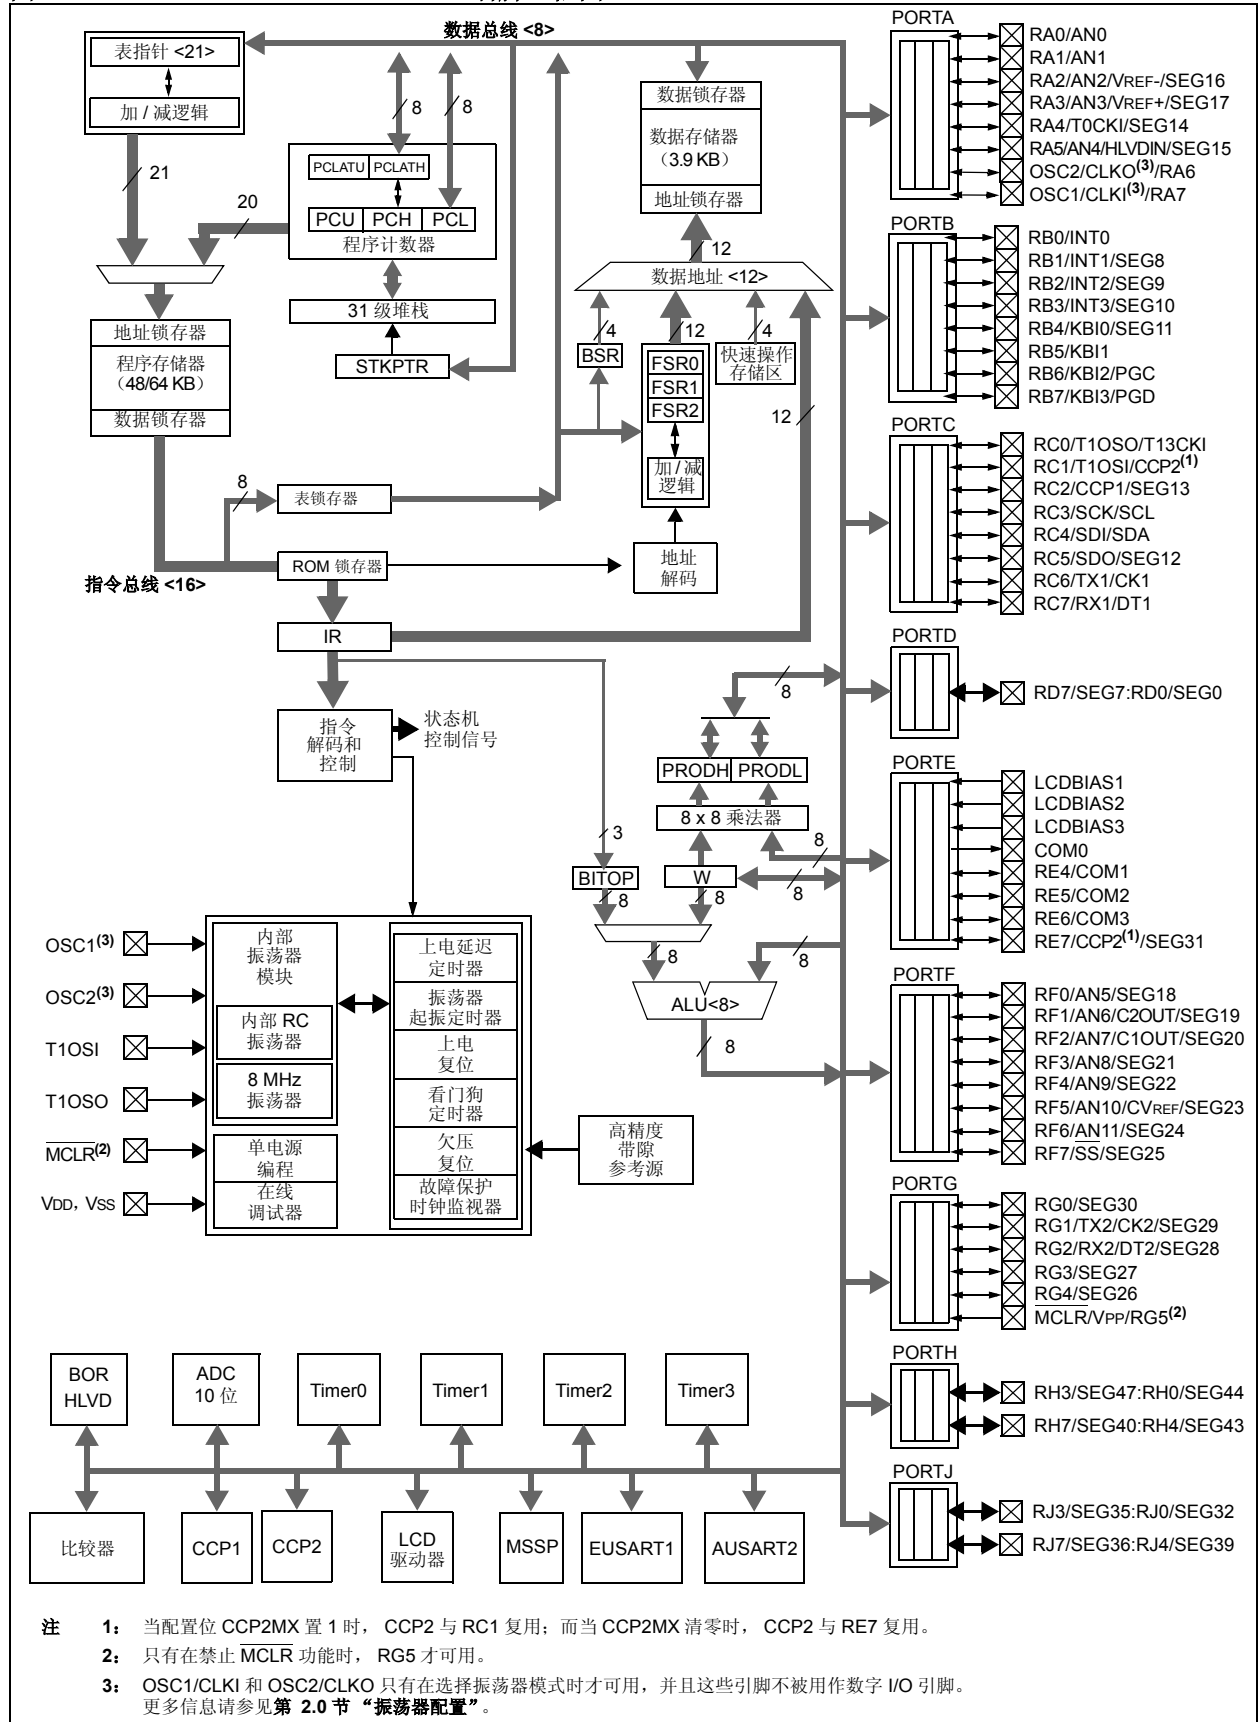 数据总线 <8>
表指针 <21>
加 / 减逻辑
21
20
8
8
PCLATU PCLATH
PCU PCH PCL
程序计数器
31 级堆栈
STKPTR
地址锁存器
程序存储器
（48/64 KB）
数据锁存器
数据锁存器
数据存储器
（3.9 KB）
地址锁存器
12
数据地址 <12>
4
12
4
BSR
FSR0
FSR1
FSR2
加 / 减
逻辑
快速操作
存储区
12
8
表锁存器
ROM 锁存器
指令总线 <16>
地址
解码
IR
指令
解码和
控制
状态机
控制信号
8
PRODH PRODL
8 x 8 乘法器
3
8
BITOP
W
8
8
8
8
8
ALU<8>
8
OSC1(3)
OSC2(3)
T1OSI
T1OSO
MCLR(2)
VDD, VSS
内部
振荡器
模块
内部 RC
振荡器
8 MHz
振荡器
单电源
编程
在线
调试器
上电延迟
定时器
振荡器
起振定时器
上电
复位
看门狗
定时器
欠压
复位
故障保护
时钟监视器
高精度
带隙
参考源
PORTA
RA0/AN0
RA1/AN1
RA2/AN2/VREF-/SEG16
RA3/AN3/VREF+/SEG17
RA4/T0CKI/SEG14
RA5/AN4/HLVDIN/SEG15
OSC2/CLKO(3)/RA6
OSC1/CLKI(3)/RA7
PORTB
RB0/INT0
RB1/INT1/SEG8
RB2/INT2/SEG9
RB3/INT3/SEG10
RB4/KBI0/SEG11
RB5/KBI1
RB6/KBI2/PGC
RB7/KBI3/PGD
PORTC
RC0/T1OSO/T13CKI
RC1/T1OSI/CCP2(1)
RC2/CCP1/SEG13
RC3/SCK/SCL
RC4/SDI/SDA
RC5/SDO/SEG12
RC6/TX1/CK1
RC7/RX1/DT1
PORTD
RD7/SEG7:RD0/SEG0
PORTE
LCDBIAS1
LCDBIAS2
LCDBIAS3
COM0
RE4/COM1
RE5/COM2
RE6/COM3
RE7/CCP2(1)/SEG31
PORTF
RF0/AN5/SEG18
RF1/AN6/C2OUT/SEG19
RF2/AN7/C1OUT/SEG20
RF3/AN8/SEG21
RF4/AN9/SEG22
RF5/AN10/CVREF/SEG23
RF6/AN11/SEG24
RF7/SS/SEG25
PORTG
RG0/SEG30
RG1/TX2/CK2/SEG29
RG2/RX2/DT2/SEG28
RG3/SEG27
RG4/SEG26
MCLR/VPP/RG5(2)
PORTH
RH3/SEG47:RH0/SEG44
RH7/SEG40:RH4/SEG43
PORTJ
RJ3/SEG35:RJ0/SEG32
RJ7/SEG36:RJ4/SEG39
BOR
HLVD
ADC
10 位
Timer0
Timer1
Timer2
Timer3
比较器
CCP1
CCP2
LCD
驱动器
MSSP
EUSART1
AUSART2
注 1： 当配置位 CCP2MX 置 1 时， CCP2 与 RC1 复用；而当 CCP2MX 清零时， CCP2 与 RE7 复用。
2： 只有在禁止 MCLR 功能时， RG5 才可用。
3： OSC1/CLKI 和 OSC2/CLKO 只有在选择振荡器模式时才可用，并且这些引脚不被用作数字 I/O 引脚。
更多信息请参见第 2.0 节 “振荡器配置”。